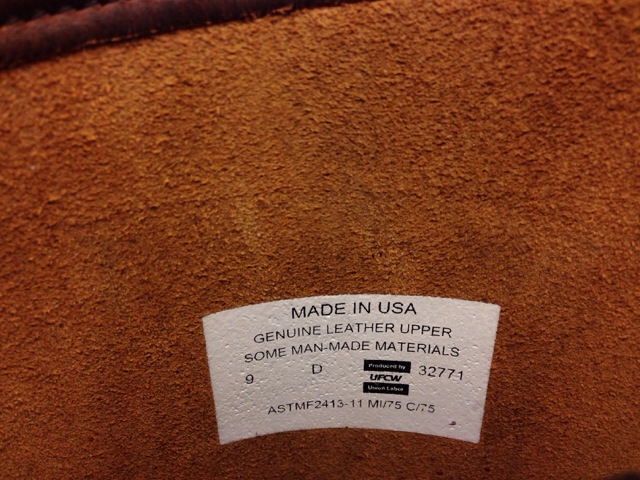 MADE IN USA
GENUINE LEATHER UPPER
SOME MAN-MADE MATERIALS
9 D Produced by UFCW Union Labor 32771
ASTMF2413-11 MI/75 C/75